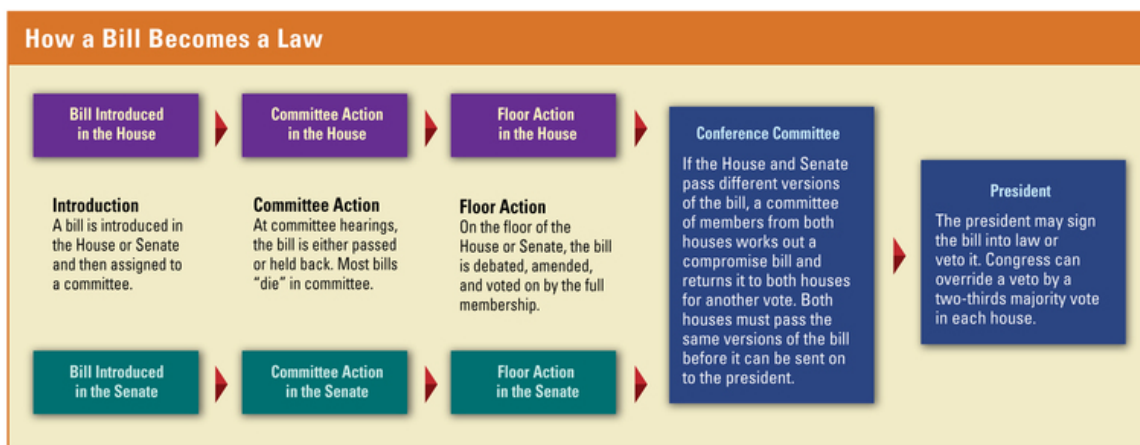 How a Bill Becomes a Law
Bill Introduced
in the House
Committee Action
in the House
Floor Action
in the House
Introduction
A bill is introduced in
the House or Senate
and then assigned to
a committee.
Committee Action
At committee hearings,
the bill is either passed
or held back. Most bills
“die” in committee.
Floor Action
On the floor of the
House or Senate, the bill
is debated, amended,
and voted on by the full
membership.
Bill Introduced
in the Senate
Committee Action
in the Senate
Floor Action
in the Senate
Conference Committee
If the House and Senate
pass different versions
of the bill, a committee
of members from both
houses works out a
compromise bill and
returns it to both houses
for another vote. Both
houses must pass the
same versions of the bill
before it can be sent on
to the president.
President
The president may sign
the bill into law or
veto it. Congress can
override a veto by a
two-thirds majority vote
in each house.